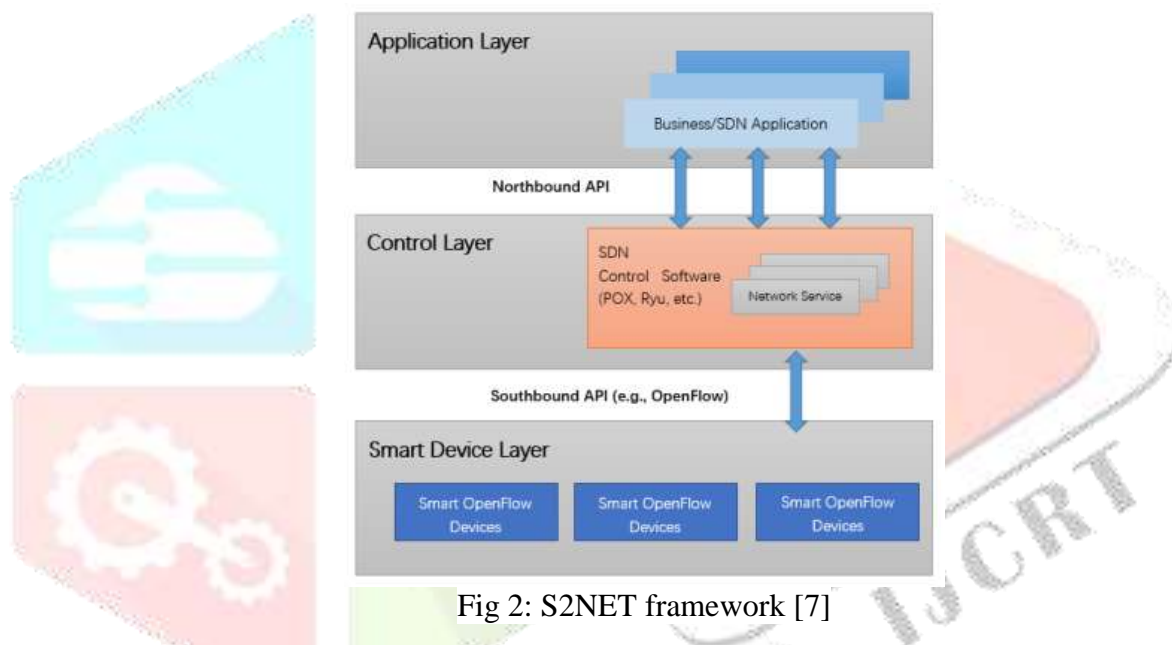 Application Layer
Business/SDN Application
Northbound API
Control Layer
SDN
Control Software
(POX, Ryu, etc.)
Network Service
Southbound API (e.g., OpenFlow)
Smart Device Layer
Smart OpenFlow
Devices
Smart OpenFlow
Devices
Smart OpenFlow
Devices
Fig 2: S2NET framework [7]
IJCRT